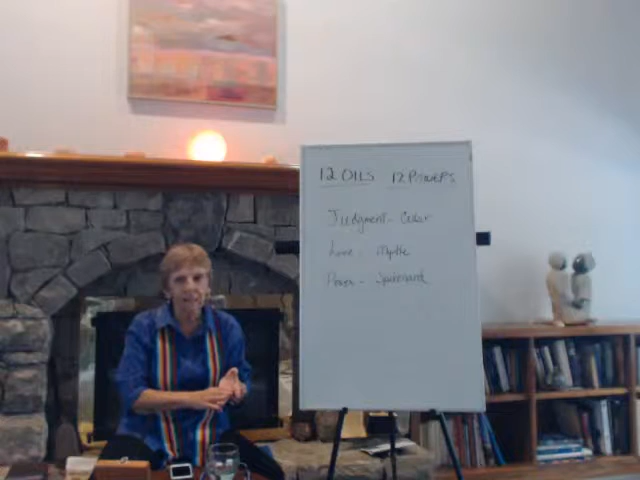 12 OILS 12 POWERS
Judgment - Cedar
Love - Myrtle
Power - Spikenard